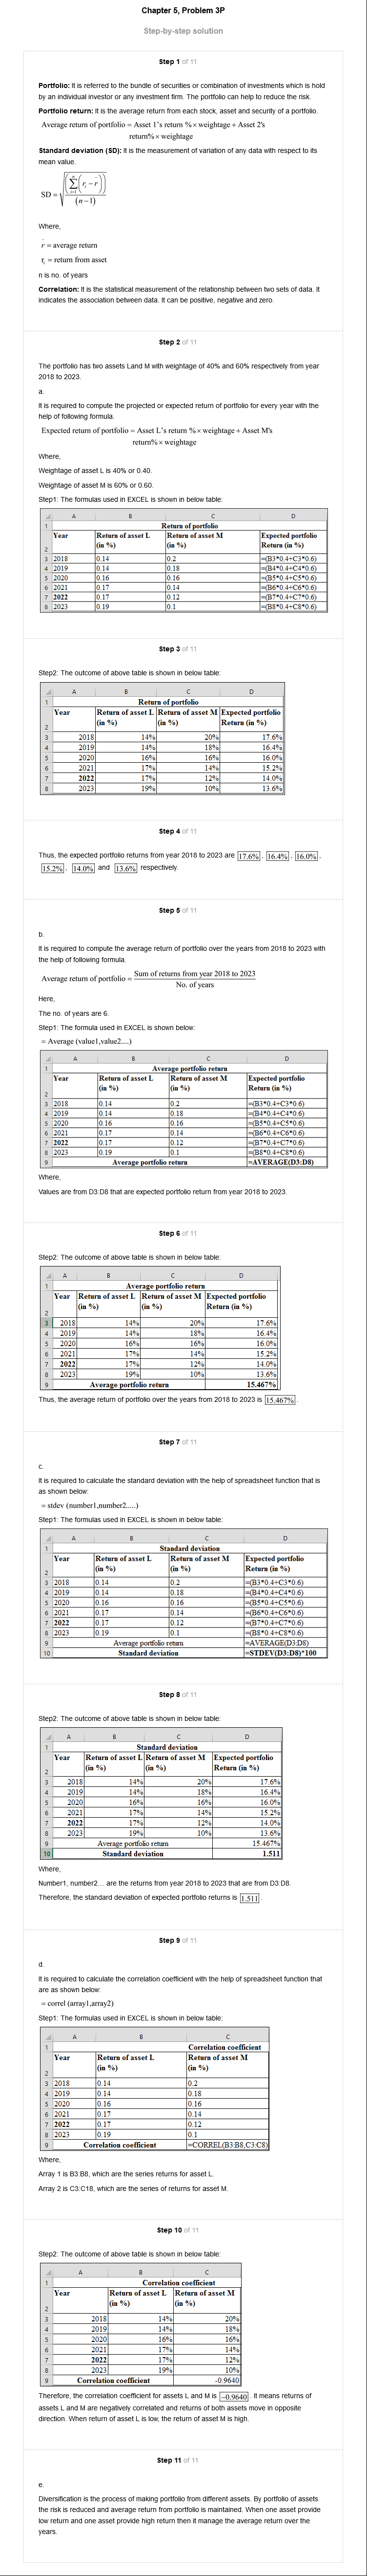 Chapter 5, Problem 3P
Step-by-step solution
Step 1 of 11
Portfolio: It is referred to the bundle of securities or combination of investments which is hold
by an individual investor or any investment firm. The portfolio can help to reduce the risk.
Portfolio return: It is the average return from each stock, asset and security of a portfolio.
Average return of portfolio = Asset 1's return % × weightage + Asset 2's
return% × weightage
Standard deviation (SD): It is the measurement of variation of any data with respect to its
mean value.
SD = √((∑ i=1 n (r_i − r̄)) / (n−1))
Where,
r̄ = average return
r_i = return from asset
n is no. of years
Correlation: It is the statistical measurement of the relationship between two sets of data. It
indicates the association between data. It can be positive, negative and zero.
Step 2 of 11
The portfolio has two assets Land M with weightage of 40% and 60% respectively from year
2018 to 2023.
a.
It is required to compute the projected or expected return of portfolio for every year with the
help of following formula.
Expected return of portfolio = Asset L's return % × weightage + Asset M's
return% × weightage
Where,
Weightage of asset L is 40% or 0.40.
Weightage of asset M is 60% or 0.60.
Step1: The formulas used in EXCEL is shown in below table:
A B C D
1 Return of portfolio
2 Year Return of asset L (in %) Return of asset M (in %) Expected portfolio Return (in %)
3 2018 0.14 0.2 =(B3*0.4+C3*0.6)
4 2019 0.14 0.18 =(B4*0.4+C4*0.6)
5 2020 0.16 0.16 =(B5*0.4+C5*0.6)
6 2021 0.17 0.14 =(B6*0.4+C6*0.6)
7 2022 0.17 0.12 =(B7*0.4+C7*0.6)
8 2023 0.19 0.1 =(B8*0.4+C8*0.6)
Step 3 of 11
Step2: The outcome of above table is shown in below table:
A B C D
1 Return of portfolio
2 Year Return of asset L (in %) Return of asset M (in %) Expected portfolio Return (in %)
3 2018 14% 20% 17.6%
4 2019 14% 18% 16.4%
5 2020 16% 16% 16.0%
6 2021 17% 14% 15.2%
7 2022 17% 12% 14.0%
8 2023 19% 10% 13.6%
Step 4 of 11
Thus, the expected portfolio returns from year 2018 to 2023 are 17.6%, 16.4%, 16.0%,
15.2%, 14.0% and 13.6% respectively.
Step 5 of 11
b.
It is required to compute the average return of portfolio over the years from 2018 to 2023 with
the help of following formula.
Average return of portfolio = Sum of returns from year 2018 to 2023 / No. of years
Here,
The no. of years are 6.
Step1: The formula used in EXCEL is shown below:
= Average (value1,value2....)
A B C D
1 Average portfolio return
2 Year Return of asset L (in %) Return of asset M (in %) Expected portfolio Return (in %)
3 2018 0.14 0.2 =(B3*0.4+C3*0.6)
4 2019 0.14 0.18 =(B4*0.4+C4*0.6)
5 2020 0.16 0.16 =(B5*0.4+C5*0.6)
6 2021 0.17 0.14 =(B6*0.4+C6*0.6)
7 2022 0.17 0.12 =(B7*0.4+C7*0.6)
8 2023 0.19 0.1 =(B8*0.4+C8*0.6)
9 Average portfolio return =AVERAGE(D3:D8)
Where,
Values are from D3:D8 that are expected portfolio return from year 2018 to 2023.
Step 6 of 11
Step2: The outcome of above table is shown in below table:
A B C D
1 Average portfolio return
2 Year Return of asset L (in %) Return of asset M (in %) Expected portfolio Return (in %)
3 2018 14% 20% 17.6%
4 2019 14% 18% 16.4%
5 2020 16% 16% 16.0%
6 2021 17% 14% 15.2%
7 2022 17% 12% 14.0%
8 2023 19% 10% 13.6%
9 Average portfolio return 15.467%
Thus, the average return of portfolio over the years from 2018 to 2023 is 15.467%.
Step 7 of 11
c.
It is required to calculate the standard deviation with the help of spreadsheet function that is
as shown below:
= stdev (number1,number2.....)
Step1: The formulas used in EXCEL is shown in below table:
A B C D
1 Standard deviation
2 Year Return of asset L (in %) Return of asset M (in %) Expected portfolio Return (in %)
3 2018 0.14 0.2 =(B3*0.4+C3*0.6)
4 2019 0.14 0.18 =(B4*0.4+C4*0.6)
5 2020 0.16 0.16 =(B5*0.4+C5*0.6)
6 2021 0.17 0.14 =(B6*0.4+C6*0.6)
7 2022 0.17 0.12 =(B7*0.4+C7*0.6)
8 2023 0.19 0.1 =(B8*0.4+C8*0.6)
9 Average portfolio return =AVERAGE(D3:D8)
10 Standard deviation =STDEV(D3:D8)*100
Step 8 of 11
Step2: The outcome of above table is shown in below table:
A B C D
1 Standard deviation
2 Year Return of asset L (in %) Return of asset M (in %) Expected portfolio Return (in %)
3 2018 14% 20% 17.6%
4 2019 14% 18% 16.4%
5 2020 16% 16% 16.0%
6 2021 17% 14% 15.2%
7 2022 17% 12% 14.0%
8 2023 19% 10% 13.6%
9 Average portfolio return 15.467%
10 Standard deviation 1.511
Where,
Number1, number2... are the returns from year 2018 to 2023 that are from D3:D8.
Therefore, the standard deviation of expected portfolio returns is 1.511.
Step 9 of 11
d.
It is required to calculate the correlation coefficient with the help of spreadsheet function that
are as shown below:
= correl (array1,array2)
Step1: The formulas used in EXCEL is shown in below table:
A B C
1 Correlation coefficient
2 Year Return of asset L (in %) Return of asset M (in %)
3 2018 0.14 0.2
4 2019 0.14 0.18
5 2020 0.16 0.16
6 2021 0.17 0.14
7 2022 0.17 0.12
8 2023 0.19 0.1
9 Correlation coefficient =CORREL(B3:B8,C3:C8)
Where,
Array 1 is B3:B8, which are the series returns for asset L.
Array 2 is C3:C18, which are the series of returns for asset M.
Step 10 of 11
Step2: The outcome of above table is shown in below table:
A B C
1 Correlation coefficient
2 Year Return of asset L (in %) Return of asset M (in %)
3 2018 14% 20%
4 2019 14% 18%
5 2020 16% 16%
6 2021 17% 14%
7 2022 17% 12%
8 2023 19% 10%
9 Correlation coefficient -0.9640
Therefore, the correlation coefficient for assets L and M is -0.9640. It means returns of
assets L and M are negatively correlated and returns of both assets move in opposite
direction. When return of asset L is low, the return of asset M is high.
Step 11 of 11
e.
Diversification is the process of making portfolio from different assets. By portfolio of assets
the risk is reduced and average return from portfolio is maintained. When one asset provide
low return and one asset provide high return then it manage the average return over the
years.